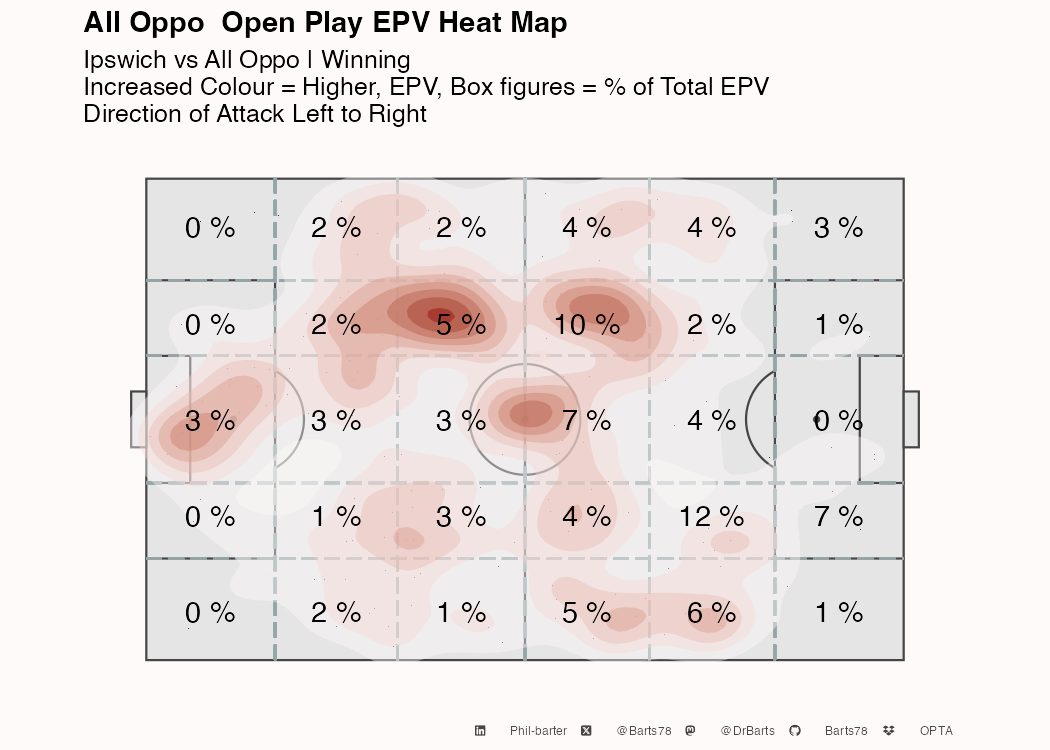 All Oppo  Open Play EPV Heat Map
Ipswich vs All Oppo | Winning
Increased Colour = Higher, EPV, Box figures = % of Total EPV
Direction of Attack Left to Right
0 % 2 % 2 % 4 % 4 % 3 %
0 % 2 % 5 % 10 % 2 % 1 %
3 % 3 % 3 % 7 % 4 % 0 %
0 % 1 % 3 % 4 % 12 % 7 %
0 % 2 % 1 % 5 % 6 % 1 %
Phil-barter @Barts78 @DrBarts Barts78 OPTA